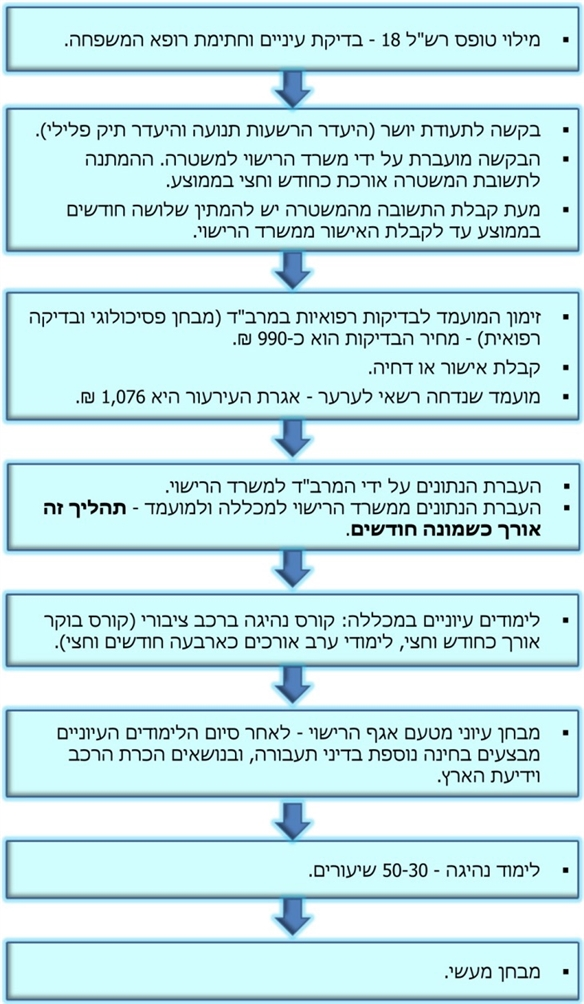 ▪ מילוי טופס רש"ל 18 - בדיקת עיניים וחתימת רופא המשפחה.
▪ בקשה לתעודת יושר (היעדר הרשעות תנועה והיעדר תיק פלילי).
▪ הבקשה מועברת על ידי משרד הרישוי למשטרה. ההמתנה
לתשובת המשטרה אורכת כחודש וחצי בממוצע.
▪ מעת קבלת התשובה מהמשטרה יש להמתין שלושה חודשים
בממוצע עד לקבלת האישור ממשרד הרישוי.
▪ זימון המועמד לבדיקות רפואיות במרב"ד (מבחן פסיכולוגי ובדיקה
רפואית) - מחיר הבדיקות הוא כ-990 ₪.
▪ קבלת אישור או דחיה.
▪ מועמד שנדחה רשאי לערער - אגרת העירעור היא 1,076 ₪.
▪ העברת הנתונים על ידי המרב"ד למשרד הרישוי.
▪ העברת הנתונים ממשרד הרישוי למכללה ולמועמד - תהליך זה
אורך כשמונה חודשים.
▪ לימודים עיוניים במכללה: קורס נהיגה ברכב ציבורי (קורס בוקר
אורך כחודש וחצי, לימודי ערב אורכים כארבעה חודשים וחצי).
▪ מבחן עיוני מטעם אגף הרישוי - לאחר סיום הלימודים העיוניים
מבצעים בחינה נוספת בדיני תעבורה, ובנושאים הכרת הרכב
וידיעת הארץ.
▪ לימוד נהיגה - 50-30 שיעורים.
▪ מבחן מעשי.